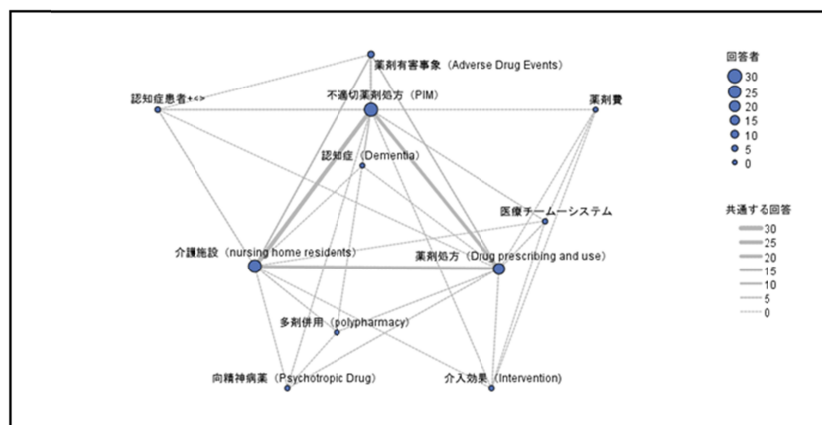 薬剤有害事象（Adverse Drug Events）
不適切薬剤処方（PIM）
認知症患者+<>
薬剤費
認知症（Dementia）
医療チームーシステム
介護施設（nursing home residents）
薬剤処方（Drug prescribing and use）
多剤併用（polypharmacy）
向精神病薬（Psychotropic Drug）
介入効果（Intervention）
回答者
30
25
20
15
10
5
0
共通する回答
30
25
20
15
10
5
0